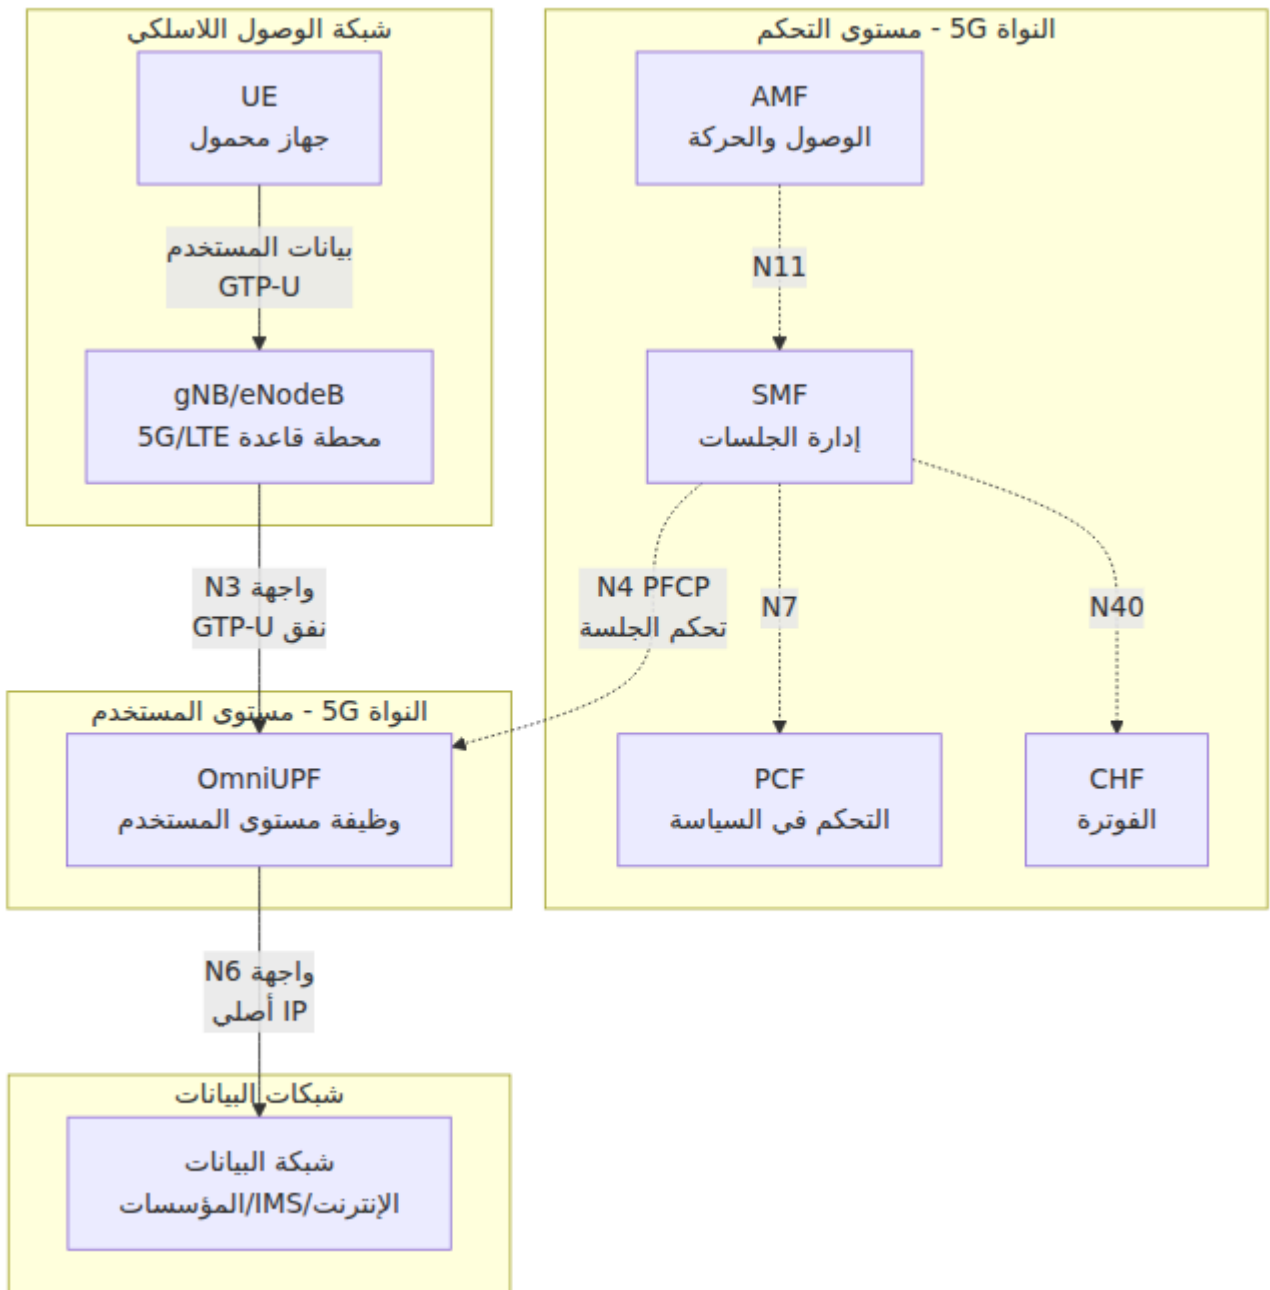 شبكة الوصول اللاسلكي
UE
جهاز محمول
بيانات المستخدم
GTP-U
gNB/eNodeB
محطة قاعدة 5G/LTE
واجهة N3
نفق GTP-U
النواة 5G - مستوى المستخدم
OmniUPF
وظيفة مستوى المستخدم
واجهة N6
IP أصلي
شبكات البيانات
شبكة البيانات
الإنترنت/IMS/المؤسسات
النواة 5G - مستوى التحكم
AMF
الوصول والحركة
N11
SMF
إدارة الجلسات
N4 PFCP
تحكم الجلسة
N7
N40
PCF
التحكم في السياسة
CHF
الفوترة